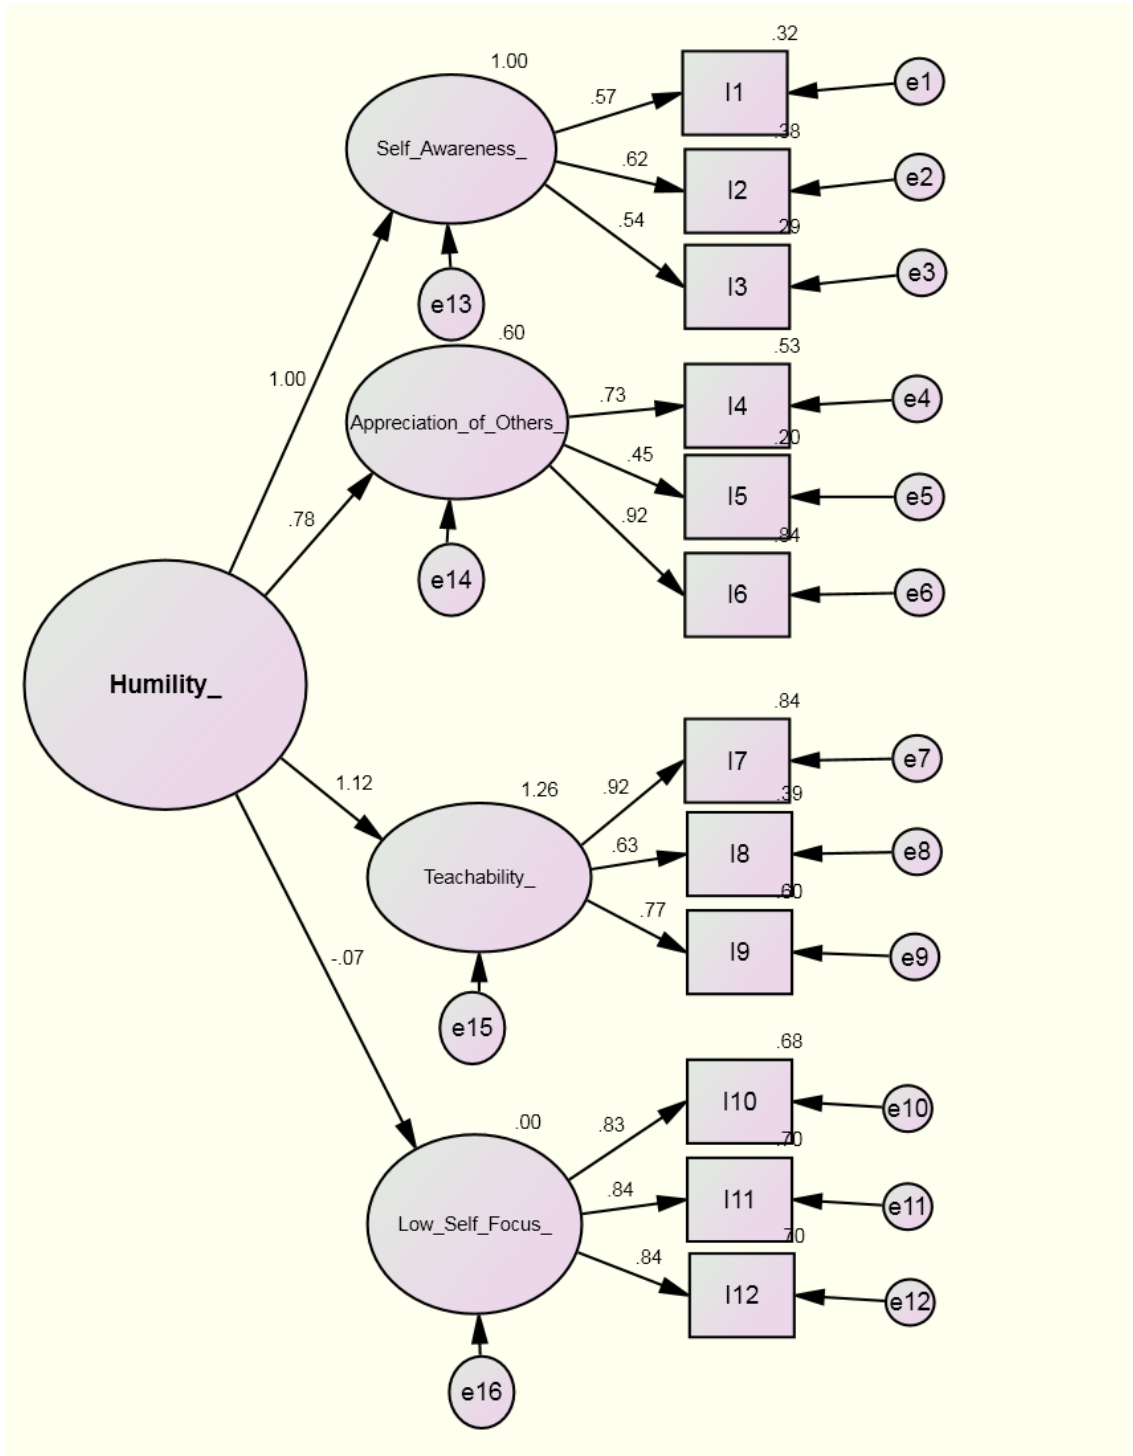 .32
1.00
I1
e1
.57
Self_Awareness_
.38
.62
I2
e2
.54
.29
I3
e3
e13
.60
.53
1.00
.73
I4
e4
Appreciation_of_Others_
.20
.45
I5
e5
.78
.92
.84
e14
I6
e6
Humility_
.84
1.12
1.26
.92
I7
e7
.39
.63
I8
e8
Teachability_
.60
.77
I9
e9
-.07
e15
.68
.00
.83
I10
e10
.70
.84
I11
e11
Low_Self_Focus_
.70
.84
I12
e12
e16